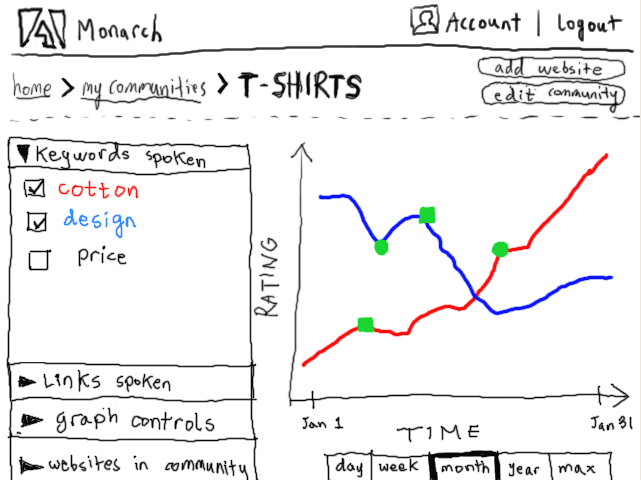 Monarch
Account | Logout
home > my communities > T-SHIRTS
add website
edit community
Keywords spoken
cotton
design
price
Links spoken
graph controls
websites in community
RATING
Jan 1
Jan 31
TIME
day week month year max